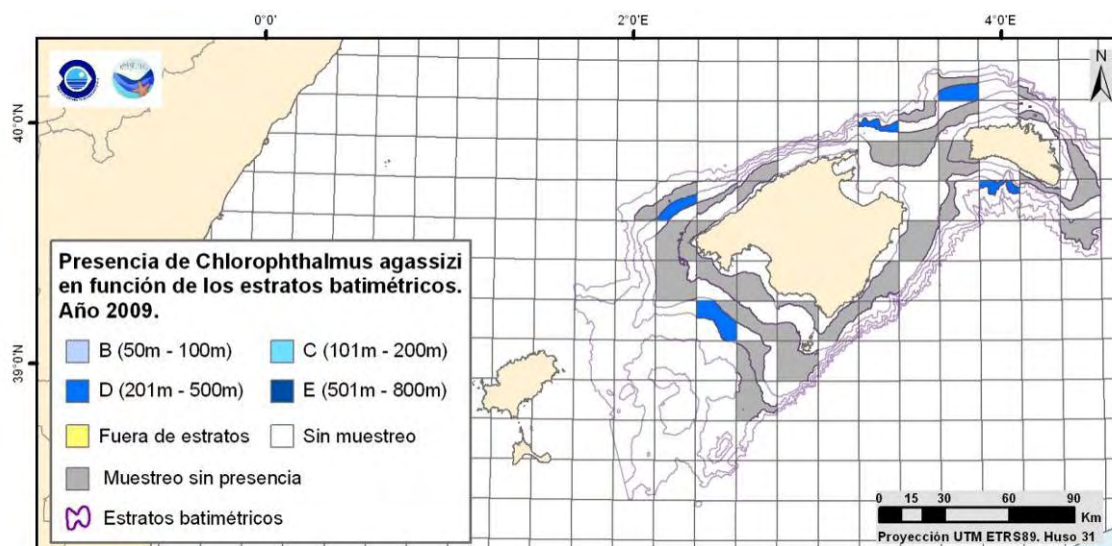 0°0'
2°0'E
4°0'E
40°0'N
39°0'N
N
Presencia de Chlorophthalmus agassizi
en función de los estratos batimétricos.
Año 2009.
B (50m - 100m)
C (101m - 200m)
D (201m - 500m)
E (501m - 800m)
Fuera de estratos
Sin muestreo
Muestreo sin presencia
Estratos batimétricos
0 15 30 60 90
Km
Proyección UTM ETRS89. Huso 31